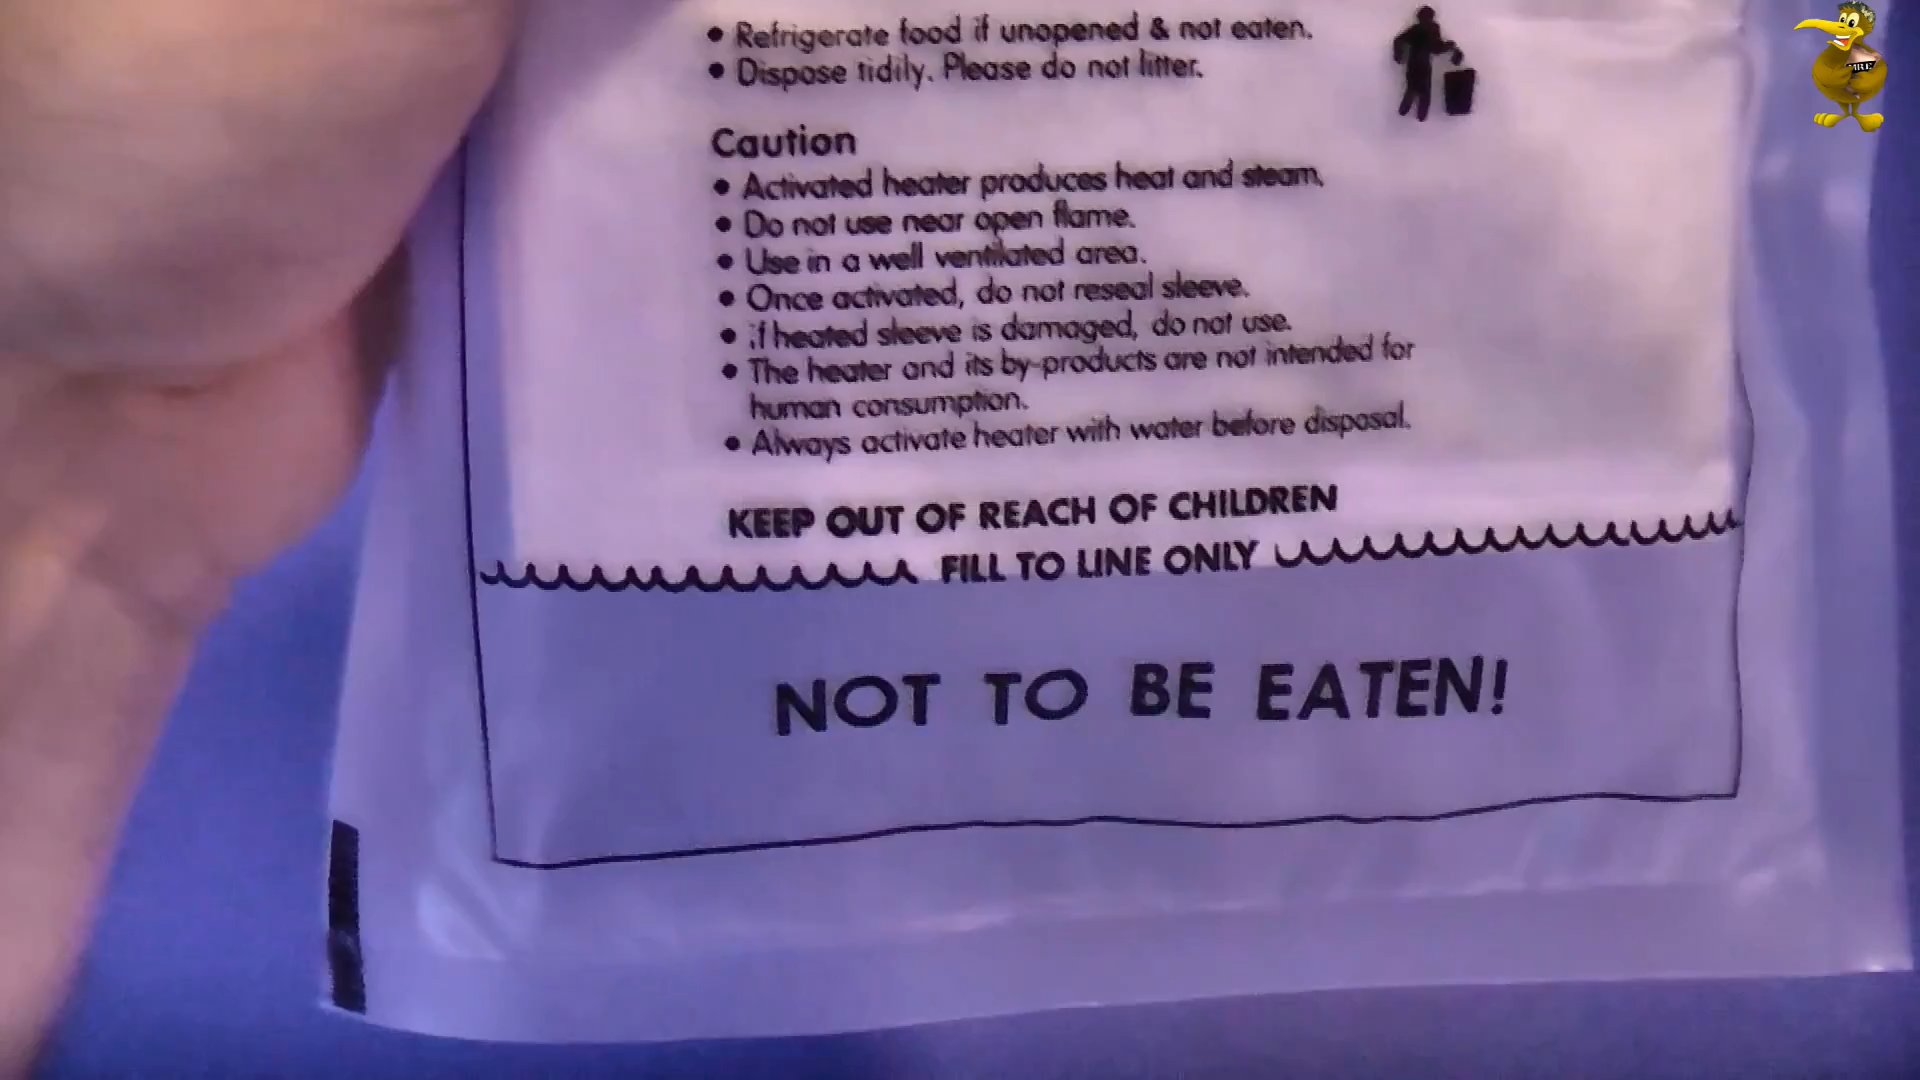 • Refrigerate food if unopened & not eaten.
• Dispose tidily. Please do not litter.
Caution
• Activated heater produces heat and steam.
• Do not use near open flame.
• Use in a well ventilated area.
• Once activated, do not reseal sleeve.
• if heated sleeve is damaged, do not use.
• The heater and its by-products are not intended for
human consumption.
• Always activate heater with water before disposal.
KEEP OUT OF REACH OF CHILDREN
FILL TO LINE ONLY
NOT TO BE EATEN!
MRE